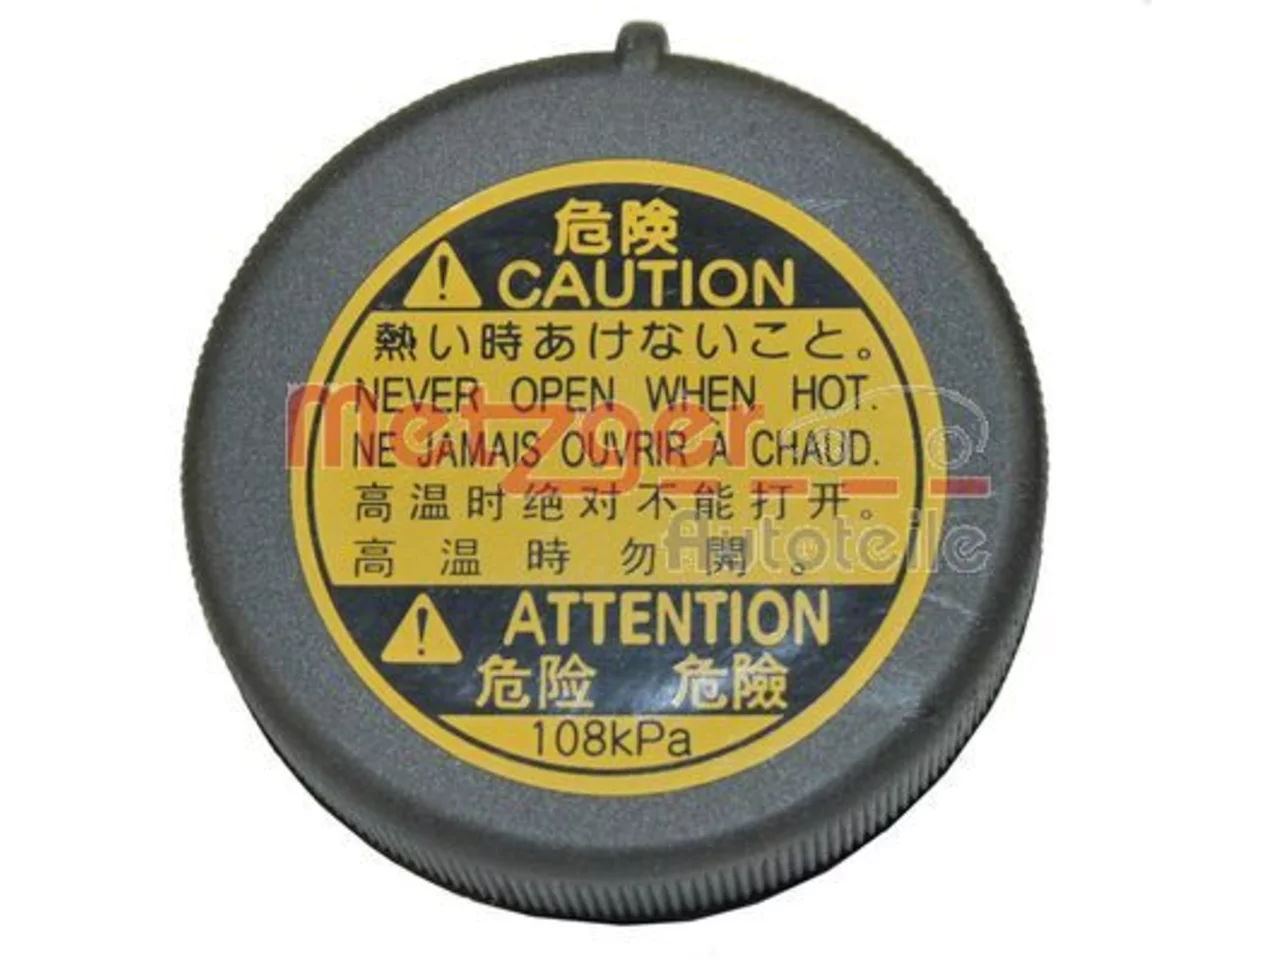 危険
CAUTION
熱い時あけないこと。
NEVER OPEN WHEN HOT.
NE JAMAIS OUVRIR À CHAUD.
高温时绝对不能打开。
高温時勿開。
ATTENTION
危险 危險
108kPa
metzger
Autoteile